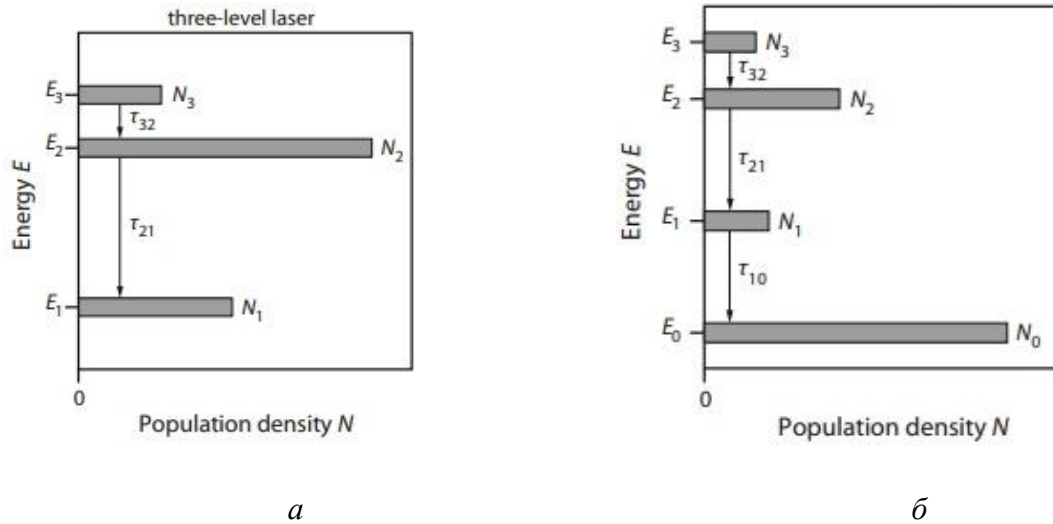 three-level laser
E3
N3
τ32
E2
N2
τ21
E1
N1
Energy E
0
Population density N
а
E3
N3
τ32
E2
N2
τ21
E1
N1
τ10
E0
N0
Energy E
0
Population density N
б